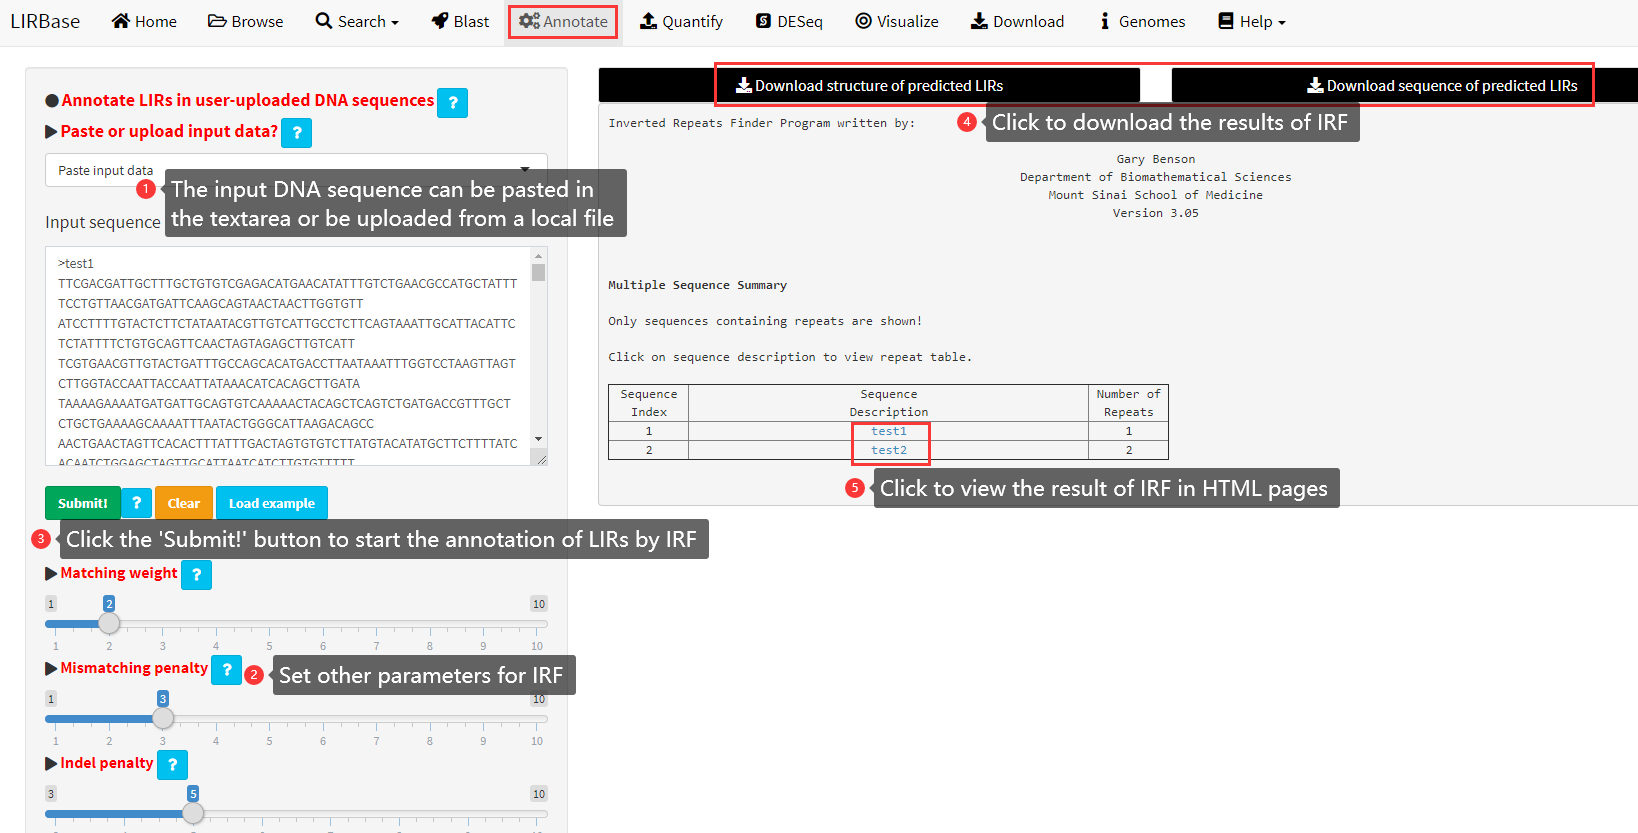 LIRBase Home Browse Search Blast Annotate Quantify DESeq Visualize Download Genomes Help
Annotate LIRs in user-uploaded DNA sequences ?
Paste or upload input data? ?
Paste input data
1 The input DNA sequence can be pasted in
the textarea or be uploaded from a local file
Input sequence
>test1
TTCGACGATTGCTTTGCTGTGTCGAGACATGAACATATTTGTCTGAACGCCATGCTATTT
TCCTGTTAACGATGATTCAAGCAGTAACTAACTTGGTGTT
ATCCTTTTGTACTCTTCTATAATACGTTGTCATTGCCTCTTCAGTAAATTGCATTACATTC
TCTATTTTCTGTGCAGTTCAACTAGTAGAGCTTGTCATT
TCGTGAACGTTGTACTGATTTGCCAGCACATGACCTTAATAAATTTGGTCCTAAGTTAGT
CTTGGTACCAATTACCAATTATAAACATCACAGCTTGATA
TAAAAGAAAATGATGATTGCAGTGTCAAAAACTACAGCTCAGTCTGATGACCGTTTGCT
CTGCTGAAAAGCAAAATTTAATACTGGGCATTAAGACAGCC
AACTGAACTAGTTCACACTTTATTTGACTAGTGTGTCTTATGTACATATGCTTCTTTTATC
ACAATCTGGAGCTAGTTGCATTAATCATCTTGTGTTTTT
Submit! ? Clear Load example
3 Click the 'Submit!' button to start the annotation of LIRs by IRF
Matching weight ?
1 2 10
1 2 3 4 5 6 7 8 9 10
Mismatching penalty ?
2 Set other parameters for IRF
1 3 10
1 2 3 4 5 6 7 8 9 10
Indel penalty ?
3 5 10
Download structure of predicted LIRs Download sequence of predicted LIRs
4 Click to download the results of IRF
Inverted Repeats Finder Program written by:
Gary Benson
Department of Biomathematical Sciences
Mount Sinai School of Medicine
Version 3.05
Multiple Sequence Summary
Only sequences containing repeats are shown!
Click on sequence description to view repeat table.
Sequence Sequence Number of
Index Description Repeats
1 test1 1
2 test2 2
5 Click to view the result of IRF in HTML pages